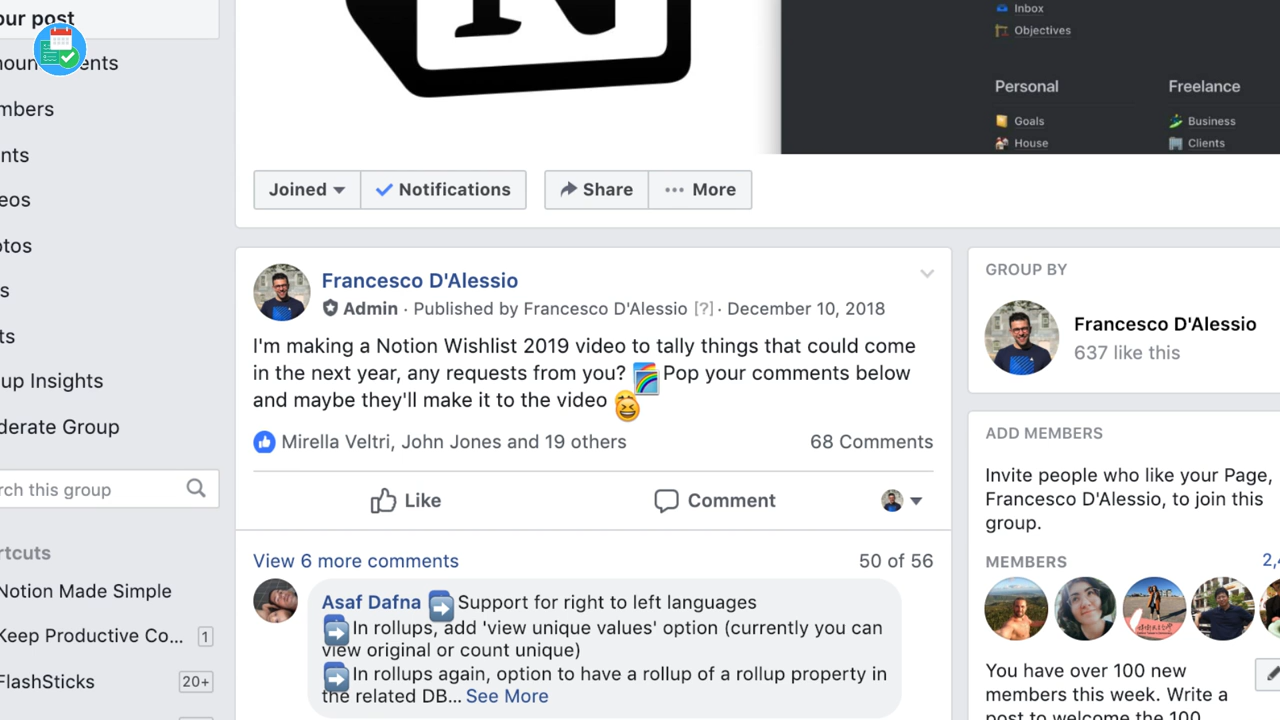 our post
Inbox
Objectives
nouncements
Personal
Freelance
mbers
Goals
Business
House
Clients
nts
eos
Joined
Notifications
Share
More
otos
s
ts
up Insights
derate Group
rch this group
rtcuts
Notion Made Simple
Keep Productive Co... 1
FlashSticks 20+
Francesco D'Alessio
Admin · Published by Francesco D'Alessio [?] · December 10, 2018
I'm making a Notion Wishlist 2019 video to tally things that could come
in the next year, any requests from you? Pop your comments below
and maybe they'll make it to the video
Mirella Veltri, John Jones and 19 others
68 Comments
Like
Comment
View 6 more comments
50 of 56
Asaf Dafna Support for right to left languages
In rollups, add 'view unique values' option (currently you can
view original or count unique)
In rollups again, option to have a rollup of a rollup property in
the related DB... See More
GROUP BY
Francesco D'Alessio
637 like this
ADD MEMBERS
Invite people who like your Page,
Francesco D'Alessio, to join this
group.
MEMBERS
2,
You have over 100 new
members this week. Write a
post to welcome the 100